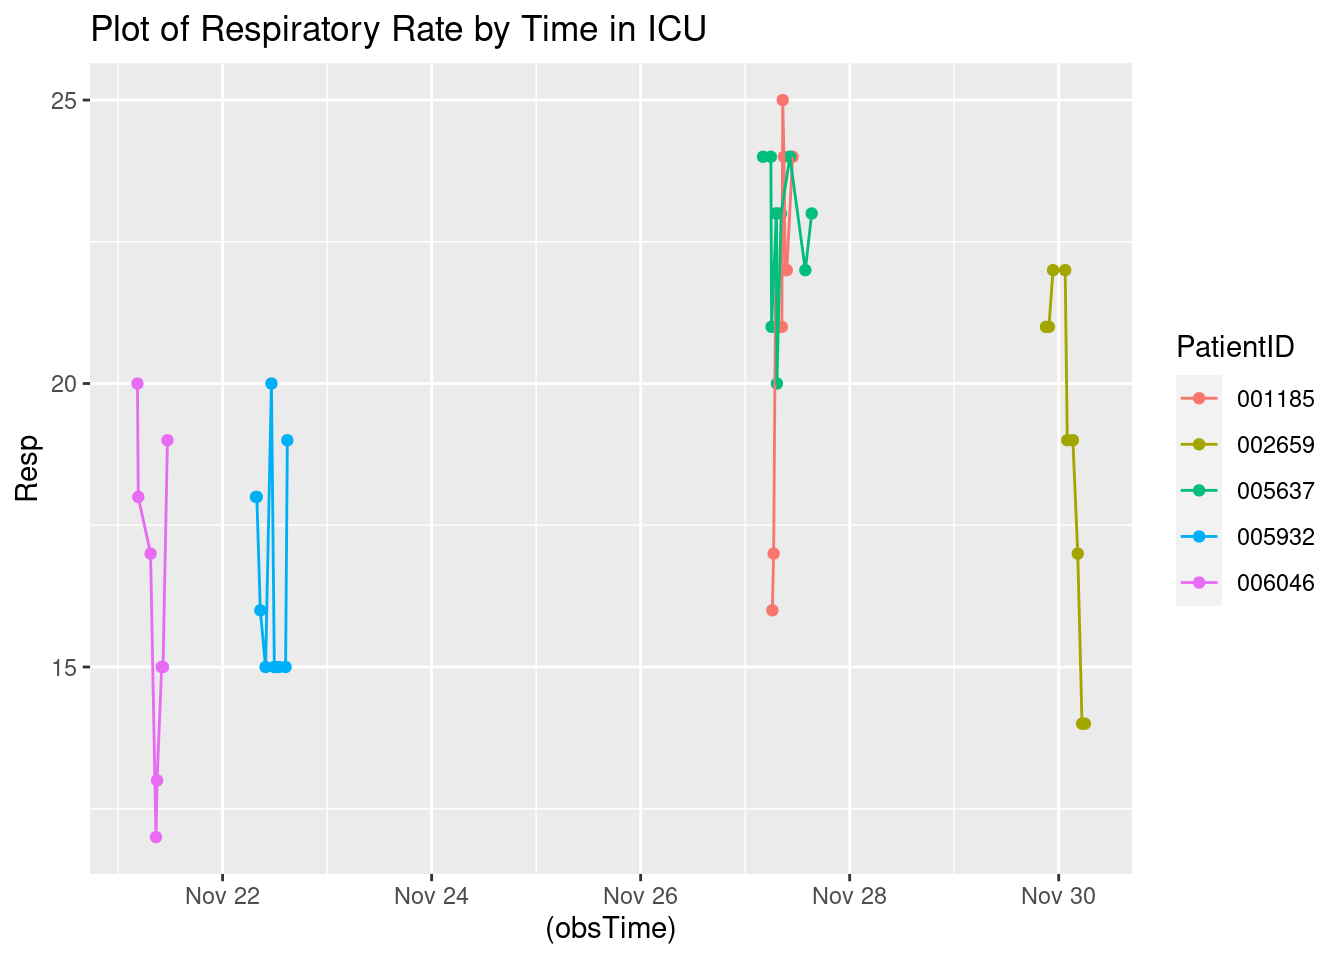 Plot of Respiratory Rate by Time in ICU
25
20
15
Resp
Nov 22
Nov 24
Nov 26
Nov 28
Nov 30
(obsTime)
PatientID
001185
002659
005637
005932
006046